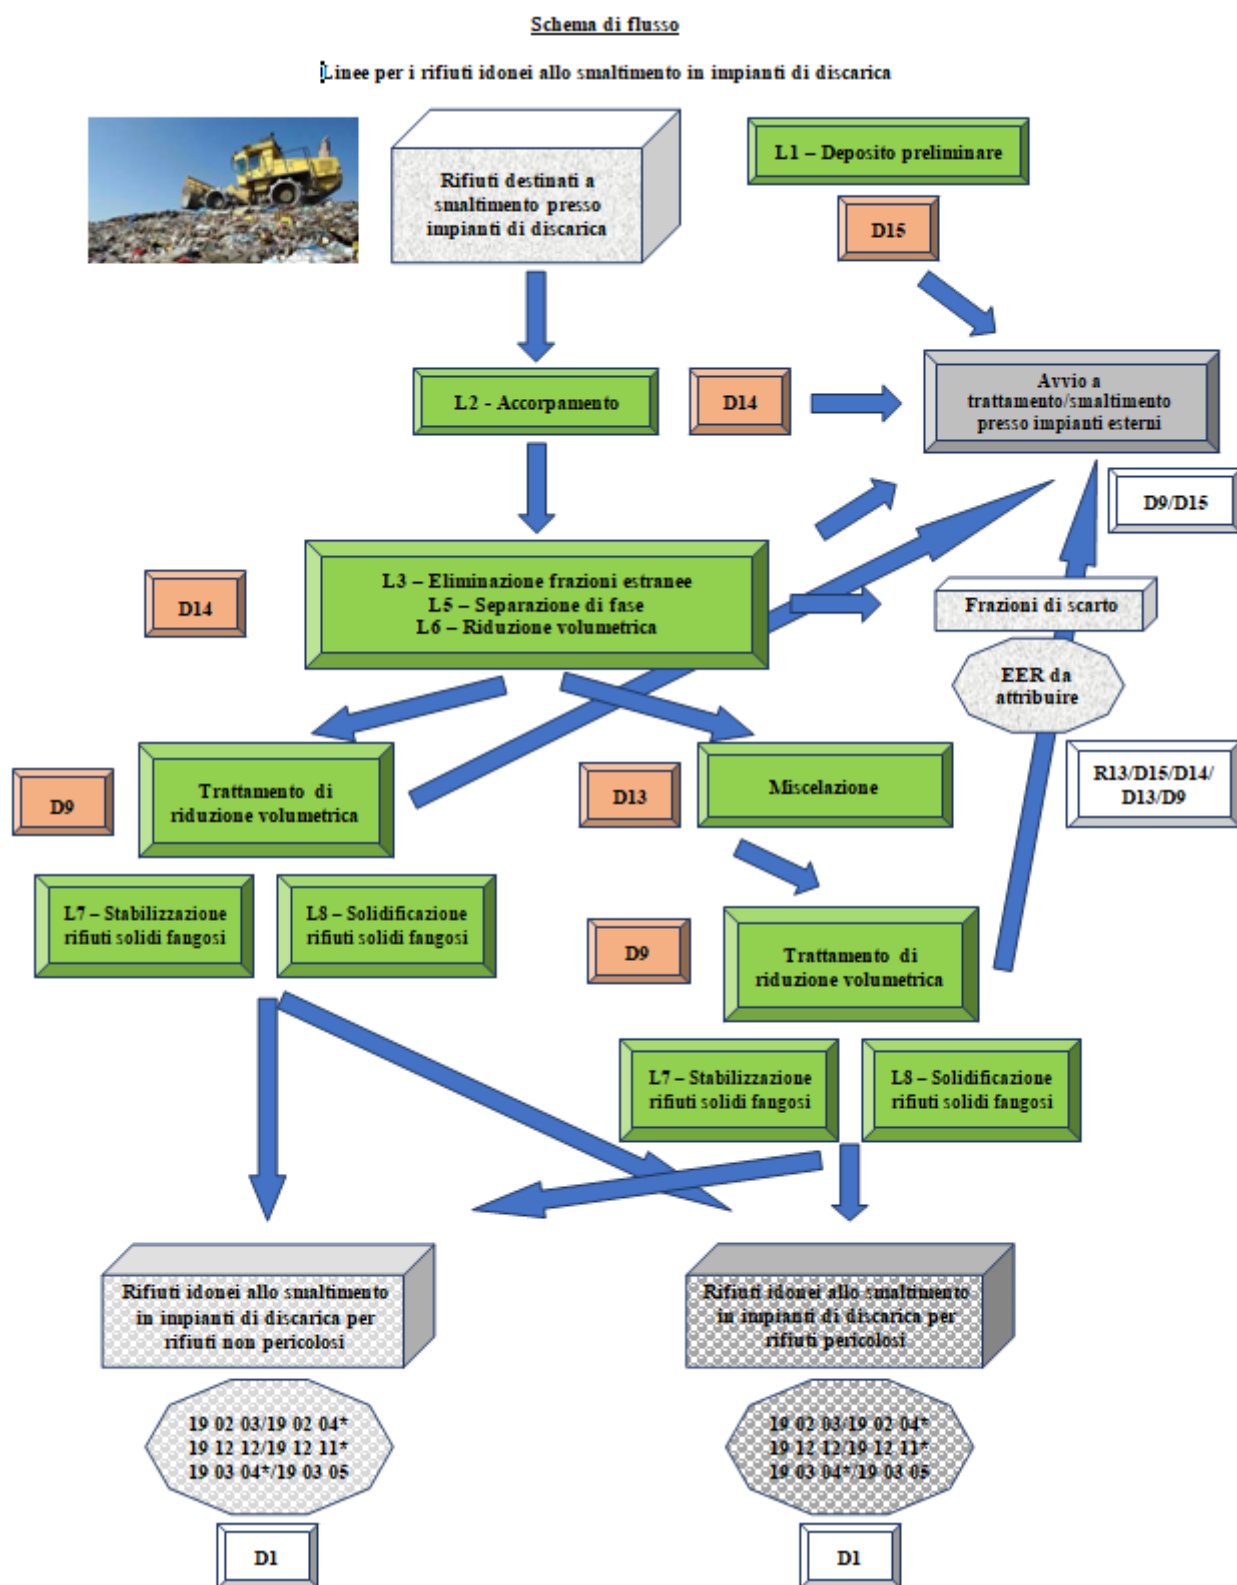 Schema di flusso
Linee per i rifiuti idonei allo smaltimento in impianti di discarica
Rifiuti destinati a
smaltimento presso
impianti di discarica
L1 – Deposito preliminare
D15
L2 - Accorpamento
D14
Avvio a
trattamento/smaltimento
presso impianti esterni
D9/D15
L3 – Eliminazione frazioni estranee
L5 – Separazione di fase
L6 – Riduzione volumetrica
D14
Frazioni di scarto
EER da
attribuire
R13/D15/D14/
D13/D9
D9
Trattamento di
riduzione volumetrica
D13
Miscelazione
L7 – Stabilizzazione
rifiuti solidi fangosi
L8 – Solidificazione
rifiuti solidi fangosi
D9
Trattamento di
riduzione volumetrica
L7 – Stabilizzazione
rifiuti solidi fangosi
L8 – Solidificazione
rifiuti solidi fangosi
Rifiuti idonei allo smaltimento
in impianti di discarica per
rifiuti non pericolosi
Rifiuti idonei allo smaltimento
in impianti di discarica per
rifiuti pericolosi
19 02 03/19 02 04*
19 12 12/19 12 11*
19 03 04*/19 03 05
19 02 03/19 02 04*
19 12 12/19 12 11*
19 03 04*/19 03 05
D1
D1